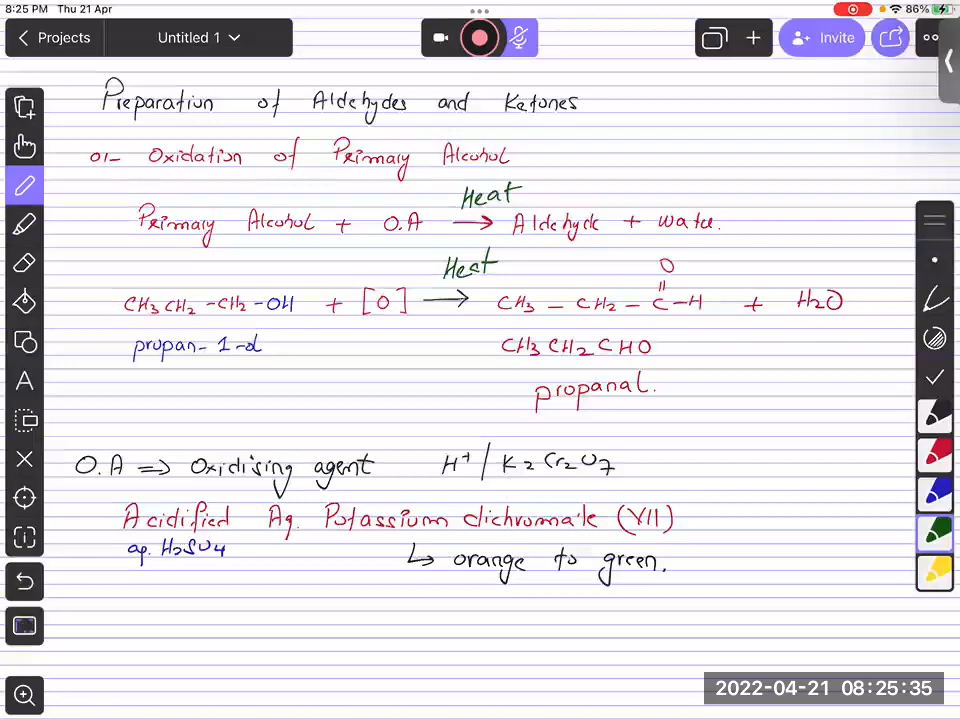 8:25 PM Thu 21 Apr
86%
Projects
Untitled 1
Invite
Preparation of Aldehydes and Ketones
01- Oxidation of Primary Alcohol
Heat
Primary Alcohol + O.A → Aldehyde + water.
Heat
O
CH3CH2 - CH2 - OH + [O] → CH3 - CH2 - C - H + H2O
propan-1-ol CH3CH2CHO
propanal.
O.A ⇒ Oxidising agent H+ / K2Cr2O7
Acidified Aq. Potassium dichromate (VII)
aq. H2SO4 ↳ orange to green.
2022-04-21 08:25:35